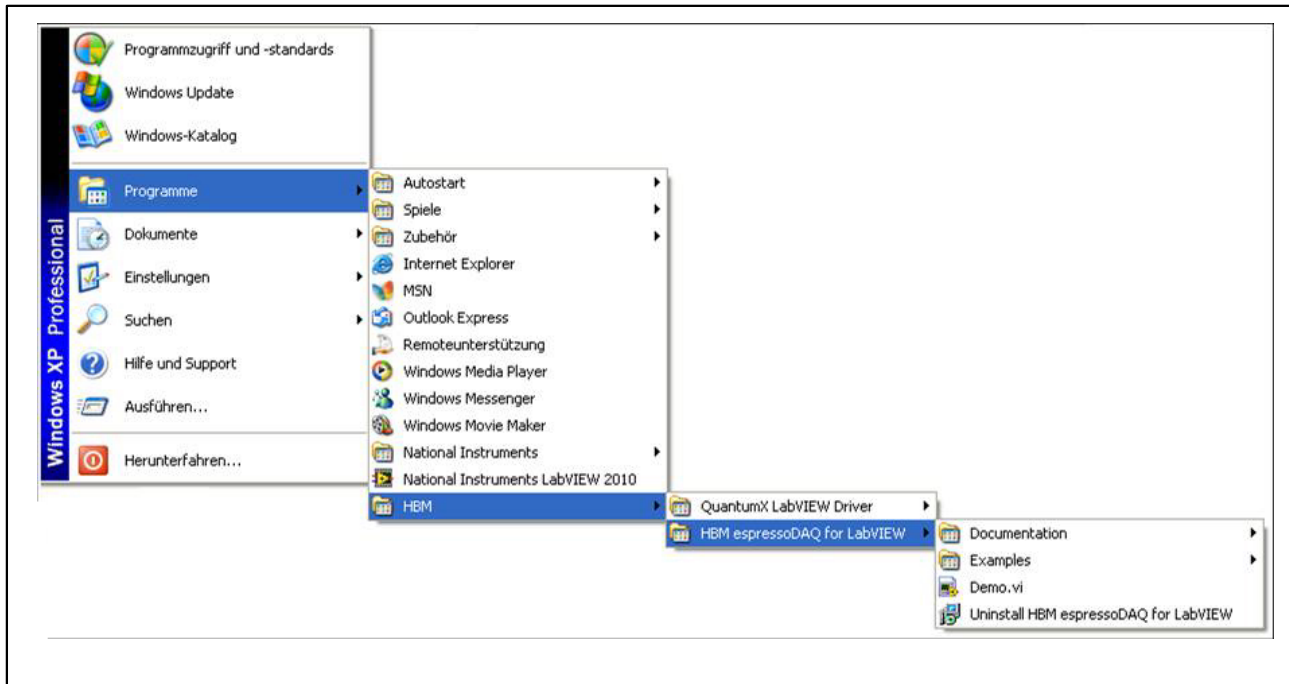 Windows XP Professional
Programmzugriff und -standards
Windows Update
Windows-Katalog
Programme
Dokumente
Einstellungen
Suchen
Hilfe und Support
Ausführen...
Herunterfahren...
Autostart
Spiele
Zubehör
Internet Explorer
MSN
Outlook Express
Remoteunterstützung
Windows Media Player
Windows Messenger
Windows Movie Maker
National Instruments
National Instruments LabVIEW 2010
HBM
QuantumX LabVIEW Driver
HBM espressoDAQ for LabVIEW
Documentation
Examples
Demo.vi
Uninstall HBM espressoDAQ for LabVIEW